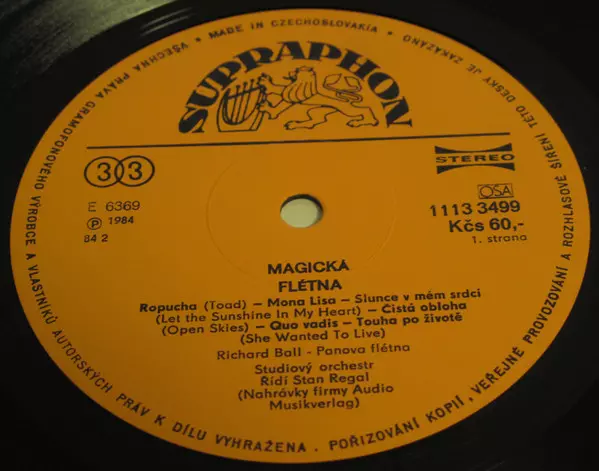 MADE IN CZECHOSLOVAKIA • VŠECHNA PRÁVA GRAMOFONOVÉHO VÝROBCE A VLASTNÍKŮ AUTORSKÝCH PRÁV K DÍLU VYHRAŽENA. POŘIZOVÁNÍ KOPIÍ, VEŘEJNÉ PROVOZOVÁNÍ A ROZHLASOVÉ ŠÍŘENÍ TÉTO DESKY JE ZAKÁZÁNO •
SUPRAPHON
33
STEREO
E 6369
Ⓟ 1984
84 2
OSA
1113 3499
Kčs 60,-
1. strana
MAGICKÁ
FLÉTNA
Ropucha (Toad) – Mona Lisa – Slunce v mém srdci
(Let the Sunshine In My Heart) – Čistá obloha
(Open Skies) – Quo vadis – Touha po životě
(She Wanted To Live)
Richard Ball - Panova flétna
Studiový orchestr
Řídí Stan Regal
(Nahrávky firmy Audio
Musikverlag)